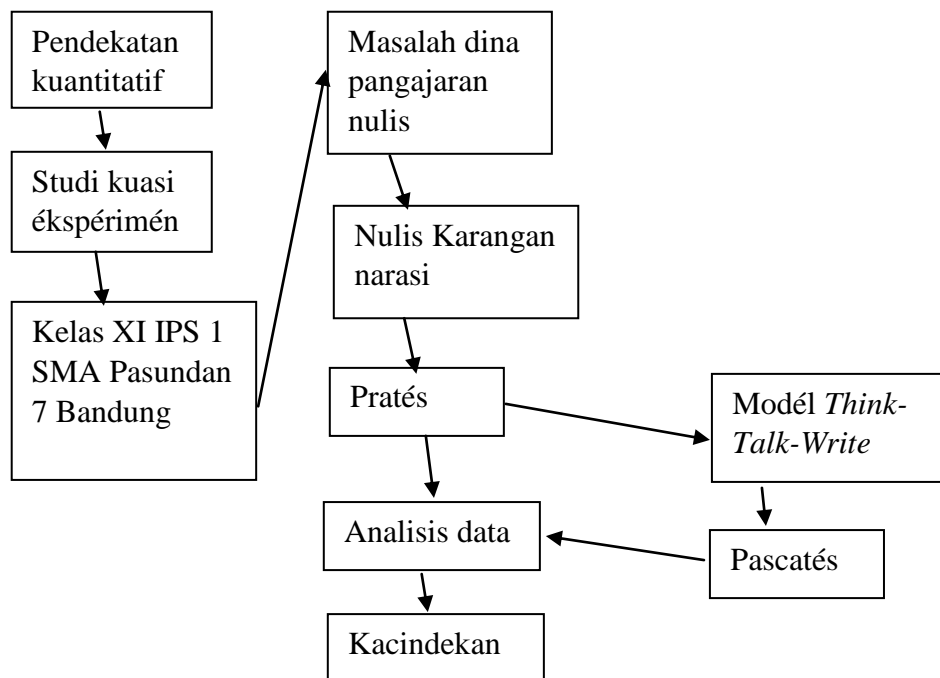 Pendekatan
kuantitatif
Studi kuasi
ékspérimén
Kelas XI IPS 1
SMA Pasundan
7 Bandung
Masalah dina
pangajaran
nulis
Nulis Karangan
narasi
Pratés
Modél Think-
Talk-Write
Pascatés
Analisis data
Kacindekan